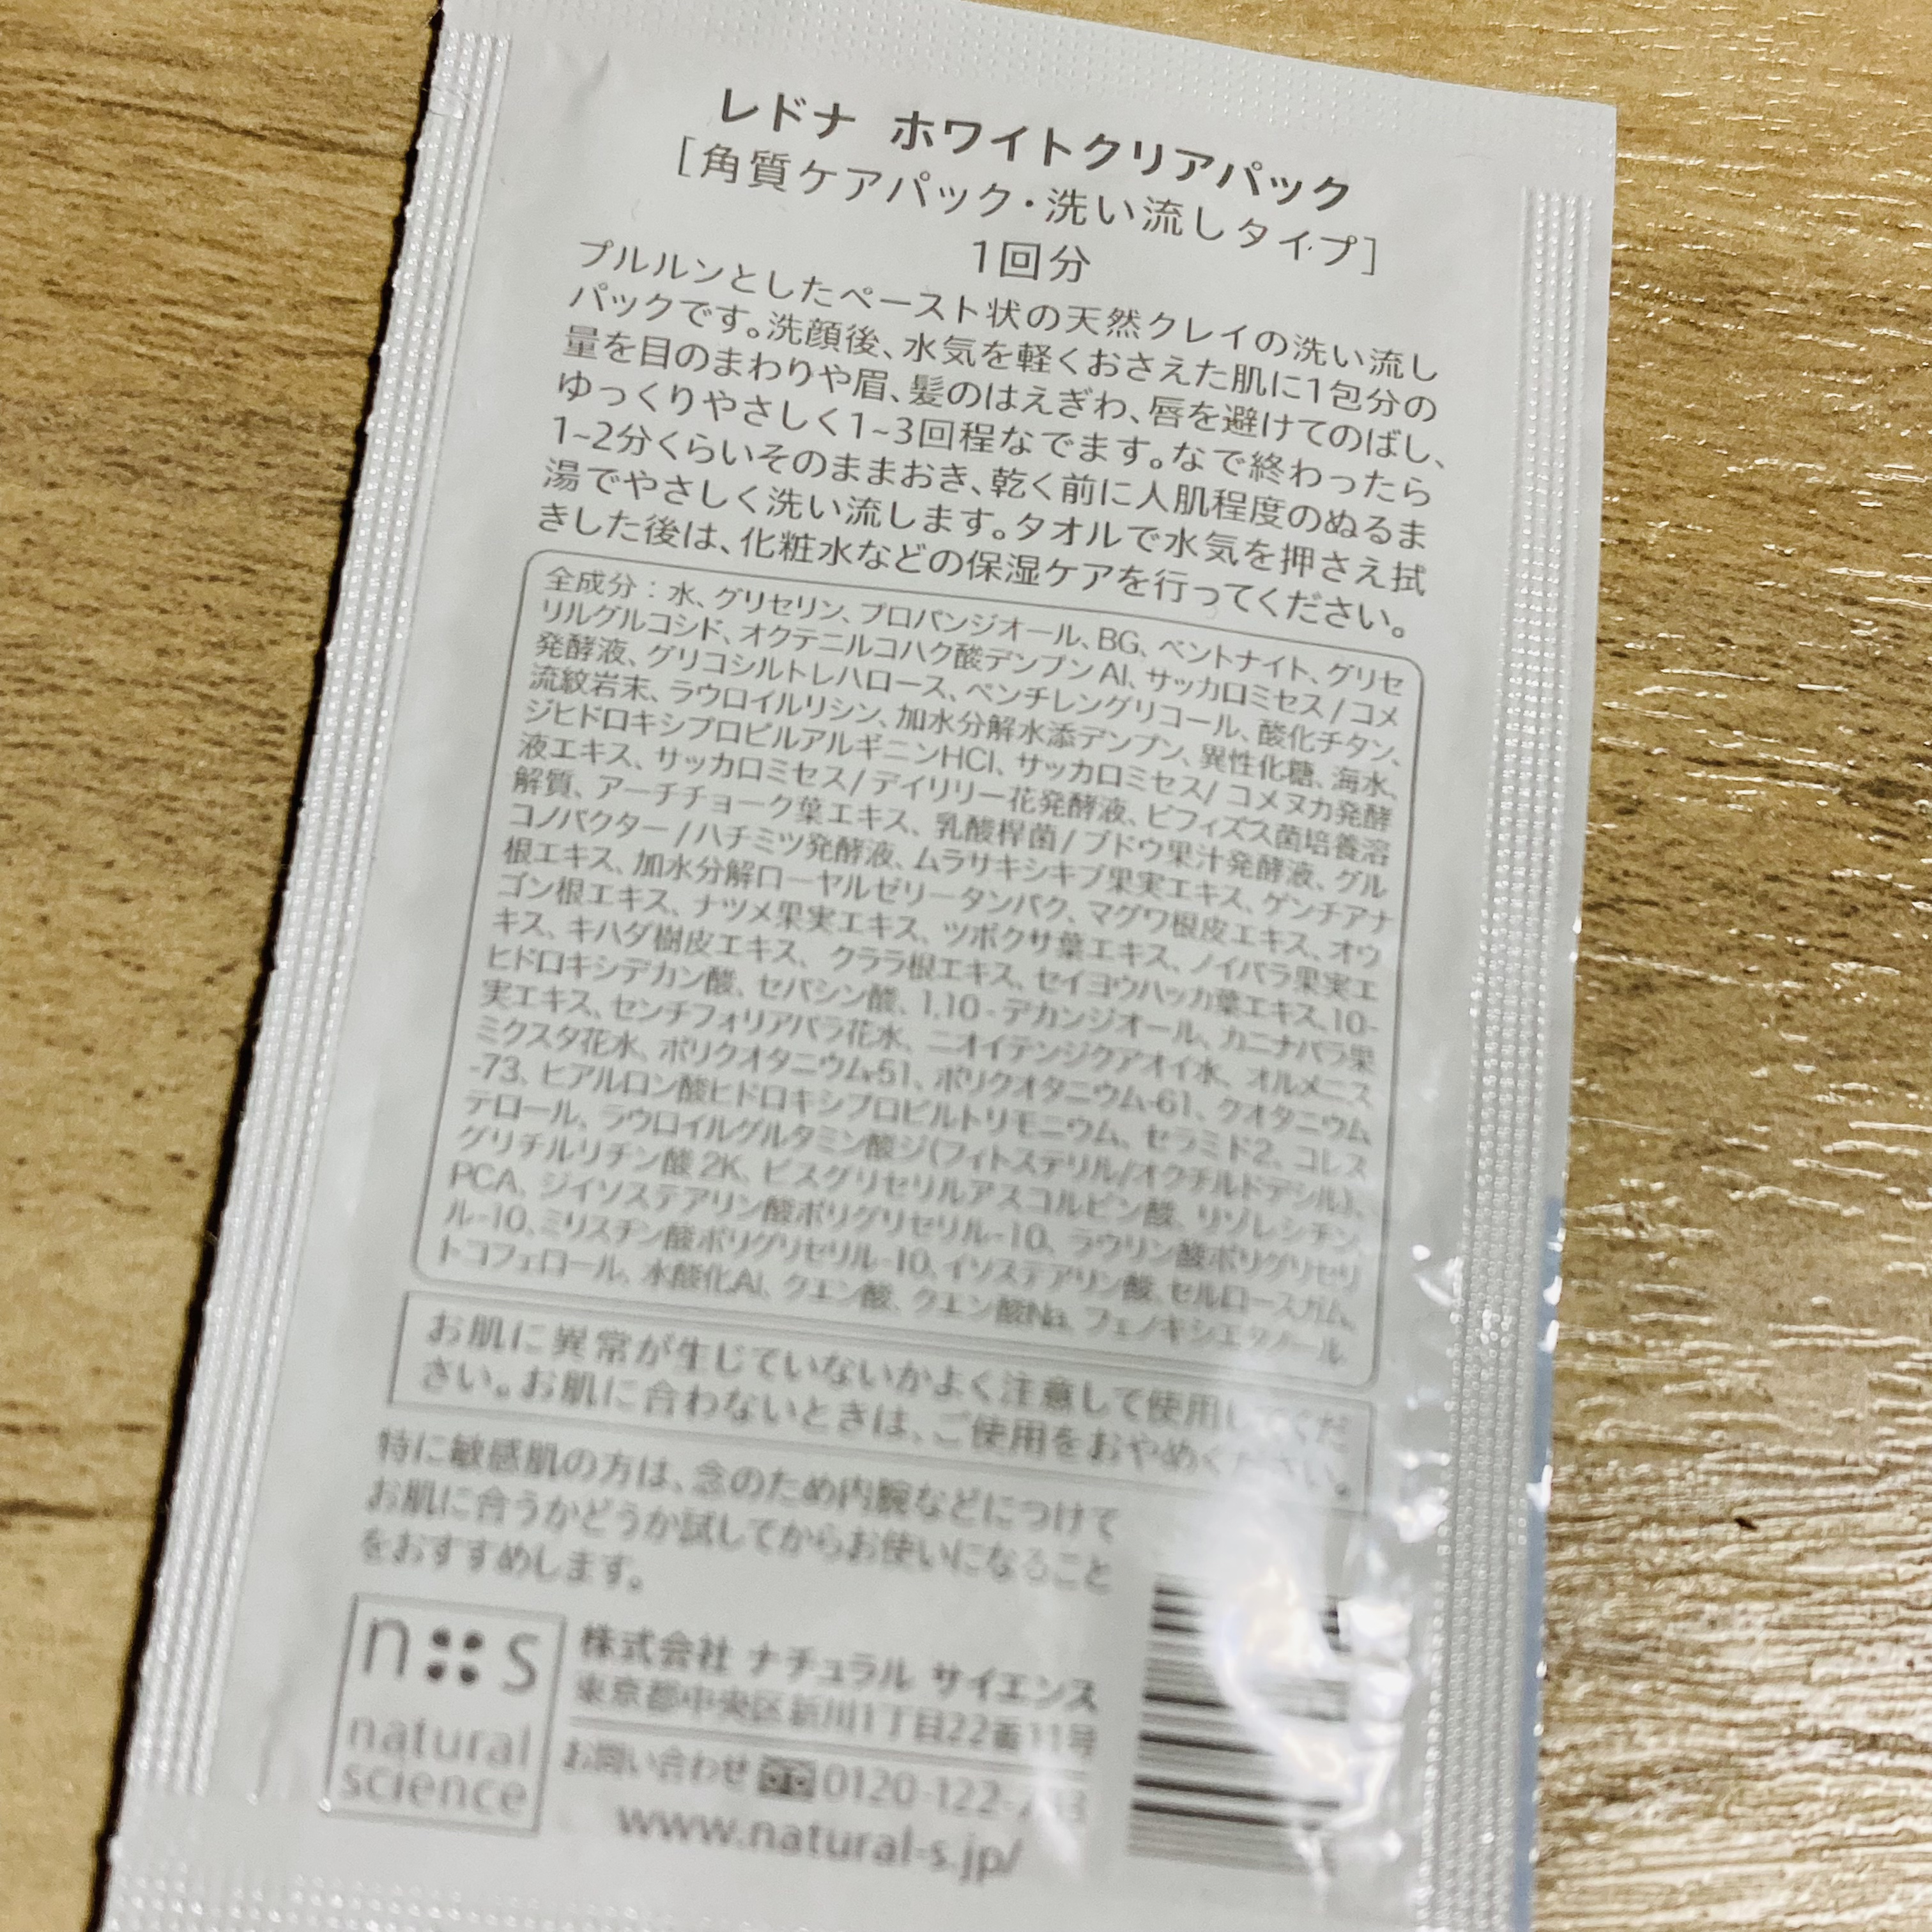 レドナ ホワイトクリアパック
[角質ケアパック・洗い流しタイプ]
1回分
プルルンとしたペースト状の天然クレイの洗い流し
パックです。洗顔後、水気を軽くおさえた肌に1包分の
量を目のまわりや眉、髪のはえぎわ、唇を避けてのばし、
ゆっくりやさしく1~3回程なでます。なで終わったら
1~2分くらいそのままおき、乾く前に人肌程度のぬるま
湯でやさしく洗い流します。タオルで水気を押さえ拭
きした後は、化粧水などの保湿ケアを行ってください。
全成分：水、グリセリン、プロパンジオール、BG、ベントナイト、グリセ
リルグルコシド、オクテニルコハク酸デンプンAl、サッカロミセス/コメ
発酵液、グリコシルトレハロース、ペンチレングリコール、酸化チタン、
流紋岩末、ラウロイルリシン、加水分解水添デンプン、異性化糖、海水、
ジヒドロキシプロピルアルギニンHCl、サッカロミセス/コメヌカ発酵
液エキス、サッカロミセス/デイリリー花発酵液、ビフィズス菌培養溶
解質、アーチチョーク葉エキス、乳酸桿菌/ブドウ果汁発酵液、グル
コノバクター/ハチミツ発酵液、ムラサキシキブ果実エキス、ゲンチアナ
根エキス、加水分解ローヤルゼリータンパク、マグワ根皮エキス、オウ
ゴン根エキス、ナツメ果実エキス、ツボクサ葉エキス、ノイバラ果実エ
キス、キハダ樹皮エキス、クララ根エキス、セイヨウハッカ葉エキス、10-
ヒドロキシデカン酸、セバシン酸、1,10-デカンジオール、カニナバラ果
実エキス、センチフォリアバラ花水、ニオイテンジクアオイ水、オルメニス
ミクスタ花水、ポリクオタニウム-51、ポリクオタニウム-61、クオタニウム
-73、ヒアルロン酸ヒドロキシプロピルトリモニウム、セラミド2、コレス
テロール、ラウロイルグルタミン酸ジ(フィトステリル/オクチルドデシル)、
グリチルリチン酸2K、ビスグリセリルアスコルビン酸、リゾレシチン、
PCA、ジイソステアリン酸ポリグリセリル-10、ラウリン酸ポリグリセリ
ル-10、ミリスチン酸ポリグリセリル-10、イソステアリン酸、セルロースガム、
トコフェロール、水酸化Al、クエン酸、クエン酸Na、フェノキシエタノール
お肌に異常が生じていないかよく注意して使用してくだ
さい。お肌に合わないときは、ご使用をおやめください。
特に敏感肌の方は、念のため内腕などにつけて
お肌に合うかどうか試してからお使いになること
をおすすめします。
n s
natural
science
株式会社 ナチュラル サイエンス
東京都中央区新川1丁目22番11号
お問い合わせ 0120-122-
www.natural-s.jp/